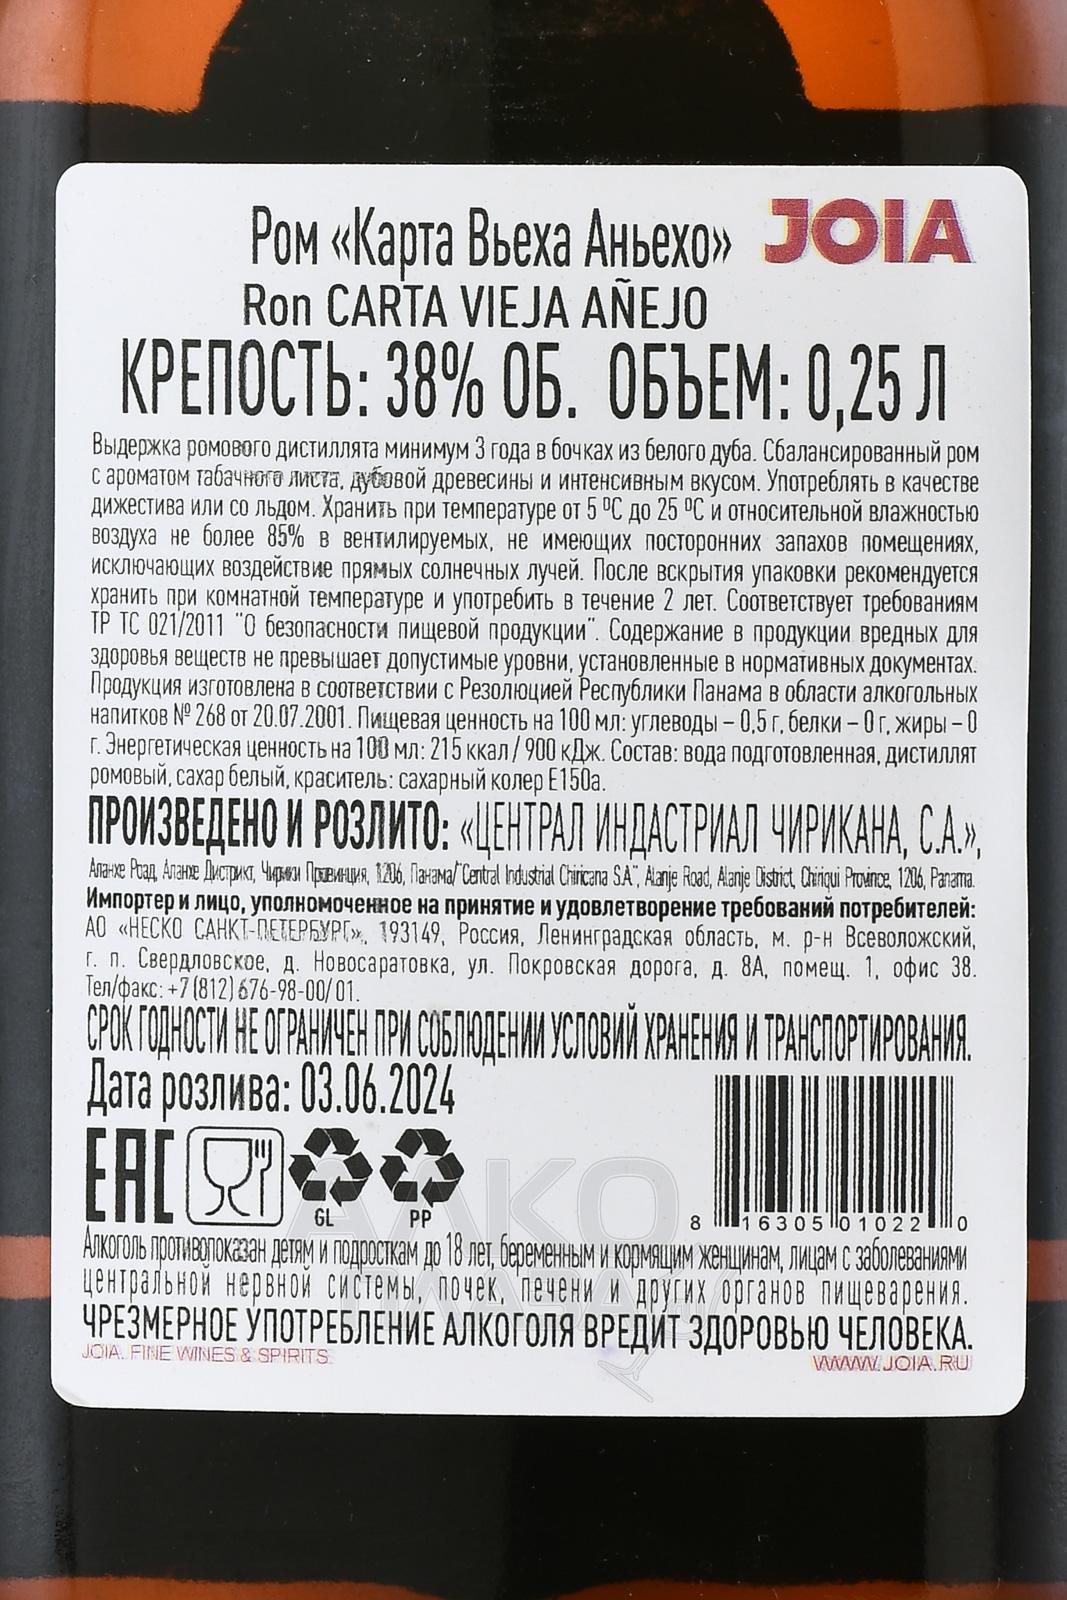 Ром «Карта Вьеха Аньехо»
JOIA
Ron CARTA VIEJA AÑEJO
КРЕПОСТЬ: 38% ОБ. ОБЪЕМ: 0,25 Л
Выдержка ромового дистиллята минимум 3 года в бочках из белого дуба. Сбалансированный ром
с ароматом табачного листа, дубовой древесины и интенсивным вкусом. Употреблять в качестве
дижестива или со льдом. Хранить при температуре от 5 ºС до 25 ºС и относительной влажностью
воздуха не более 85% в вентилируемых, не имеющих посторонних запахов помещениях,
исключающих воздействие прямых солнечных лучей. После вскрытия упаковки рекомендуется
хранить при комнатной температуре и употребить в течение 2 лет. Соответствует требованиям
ТР ТС 021/2011 "О безопасности пищевой продукции". Содержание в продукции вредных для
здоровья веществ не превышает допустимые уровни, установленные в нормативных документах.
Продукция изготовлена в соответствии с Резолюцией Республики Панама в области алкогольных
напитков № 268 от 20.07.2001. Пищевая ценность на 100 мл: углеводы – 0,5 г, белки – 0 г, жиры – 0
г. Энергетическая ценность на 100 мл: 215 ккал / 900 кДж. Состав: вода подготовленная, дистиллят
ромовый, сахар белый, краситель: сахарный колер Е150а.
ПРОИЗВЕДЕНО И РОЗЛИТО: «ЦЕНТРАЛ ИНДАСТРИАЛ ЧИРИКАНА, С.А.»,
Аланхе Роад, Аланхе Дистрикт, Чирики Провинция, 1206, Панама/"Central Industrial Chiricana S.A.", Alanje Road, Alanje District, Chiriqui Province, 1206, Panama.
Импортер и лицо, уполномоченное на принятие и удовлетворение требований потребителей:
АО «НЕСКО САНКТ-ПЕТЕРБУРГ», 193149, Россия, Ленинградская область, м. р-н Всеволожский,
г. п. Свердловское, д. Новосаратовка, ул. Покровская дорога, д. 8А, помещ. 1, офис 38.
Тел/факс: +7 (812) 676-98-00/01.
СРОК ГОДНОСТИ НЕ ОГРАНИЧЕН ПРИ СОБЛЮДЕНИИ УСЛОВИЙ ХРАНЕНИЯ И ТРАНСПОРТИРОВАНИЯ.
Дата розлива: 03.06.2024
EAC
GL
PP
8 16305 01022 0
АЛКО
ПЛАЗА
Алкоголь противопоказан детям и подросткам до 18 лет, беременным и кормящим женщинам, лицам с заболеваниями
центральной нервной системы, почек, печени и других органов пищеварения.
ЧРЕЗМЕРНОЕ УПОТРЕБЛЕНИЕ АЛКОГОЛЯ ВРЕДИТ ЗДОРОВЬЮ ЧЕЛОВЕКА.
JOIA. FINE WINES & SPIRITS.
WWW.JOIA.RU